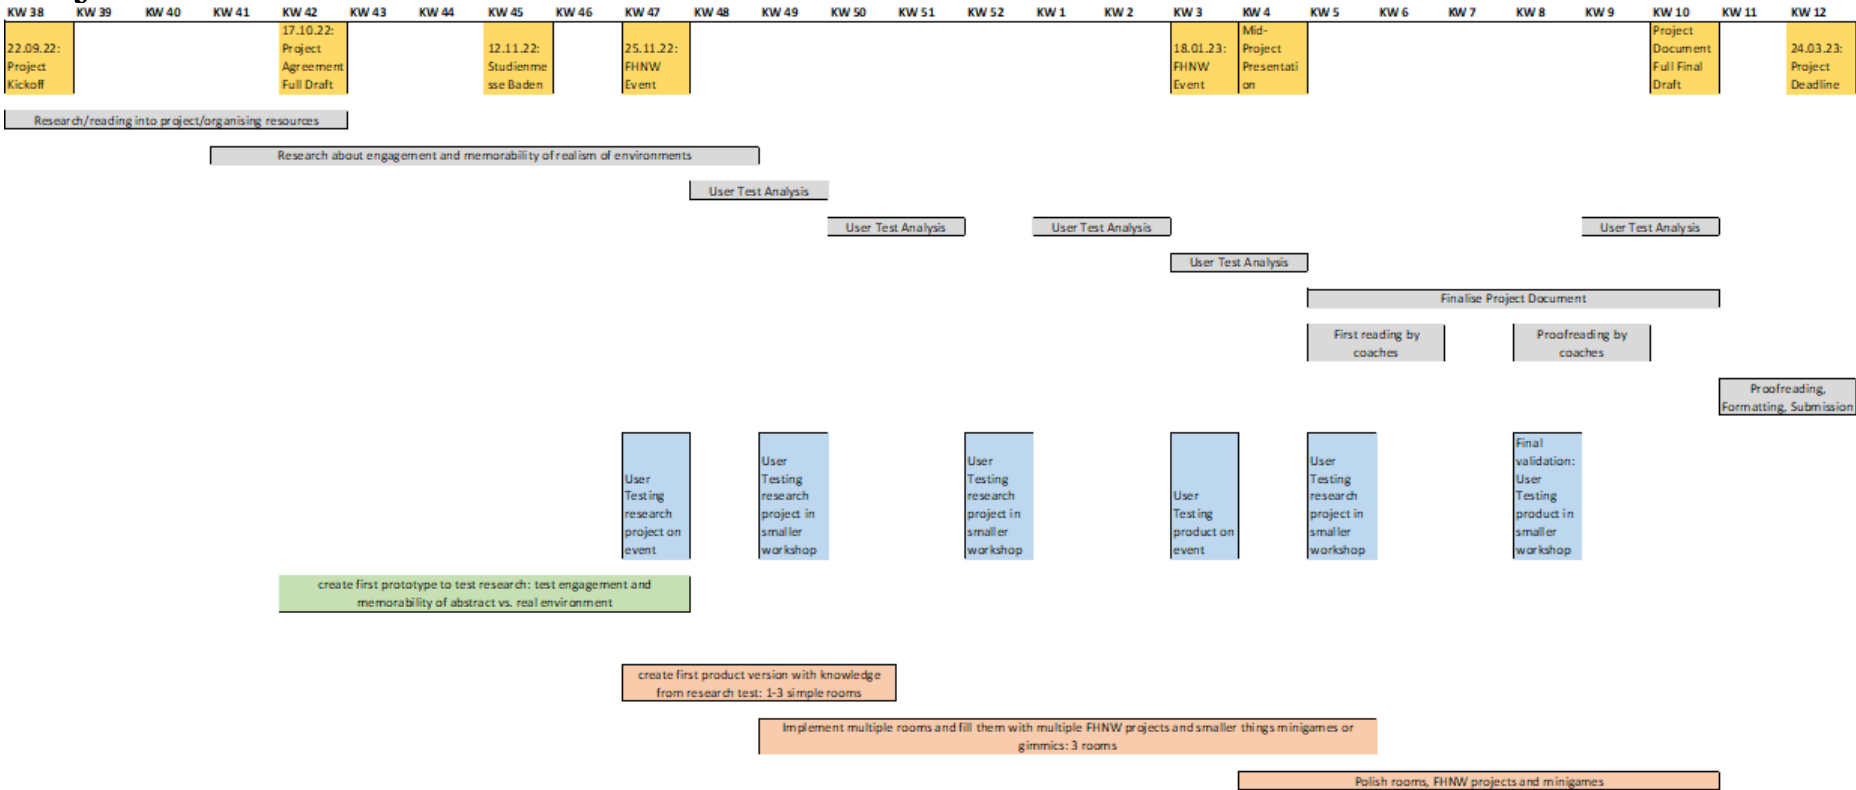 KW 38 KW 39 KW 40 KW 41 KW 42 KW 43 KW 44 KW 45 KW 46 KW 47 KW 48 KW 49 KW 50 KW 51 KW 52 KW 1 KW 2 KW 3 KW 4 KW 5 KW 6 KW 7 KW 8 KW 9 KW 10 KW 11 KW 12
22.09.22:
Project
Kickoff
17.10.22:
Project
Agreement
Full Draft
12.11.22:
Studienme
sse Baden
25.11.22:
FHNW
Event
18.01.23:
FHNW
Event
Mid-
Project
Presentati
on
Project
Document
Full Final
Draft
24.03.23:
Project
Deadline
Research/reading into project/organising resources
Research about engagement and memorability of realism of environments
User Test Analysis
User Test Analysis
User Test Analysis
User Test Analysis
User Test Analysis
Finalise Project Document
First reading by
coaches
Proofreading by
coaches
Proofreading,
Formatting, Submission
User
Testing
research
project on
event
User
Testing
research
project in
smaller
workshop
User
Testing
research
project in
smaller
workshop
User
Testing
product on
event
User
Testing
research
project in
smaller
workshop
Final
validation:
User
Testing
product in
smaller
workshop
create first prototype to test research: test engagement and
memorability of abstract vs. real environment
create first product version with knowledge
from research test: 1-3 simple rooms
Implement multiple rooms and fill them with multiple FHNW projects and smaller things minigames or
gimmics: 3 rooms
Polish rooms, FHNW projects and minigames